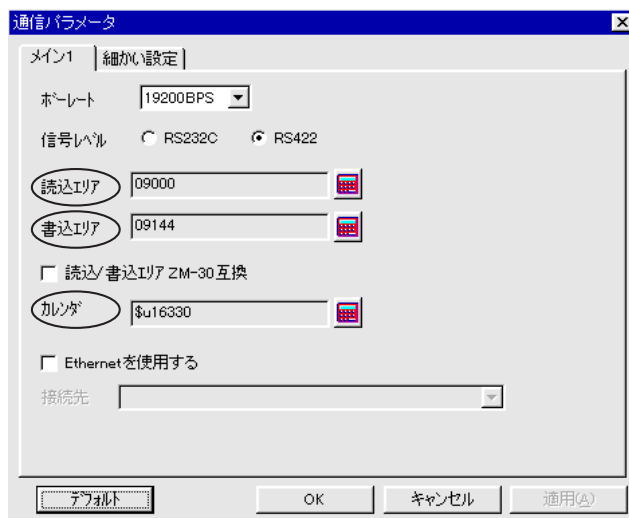 通信パラメータ
メイン1 細かい設定
ボーレート 19200BPS
信号レベル RS232C RS422
読込エリア 09000
書込エリア 09144
読込/書込エリア ZM-30互換
カレンダ $u16330
Ethernetを使用する
接続先
デフォルト OK キャンセル 適用(A)